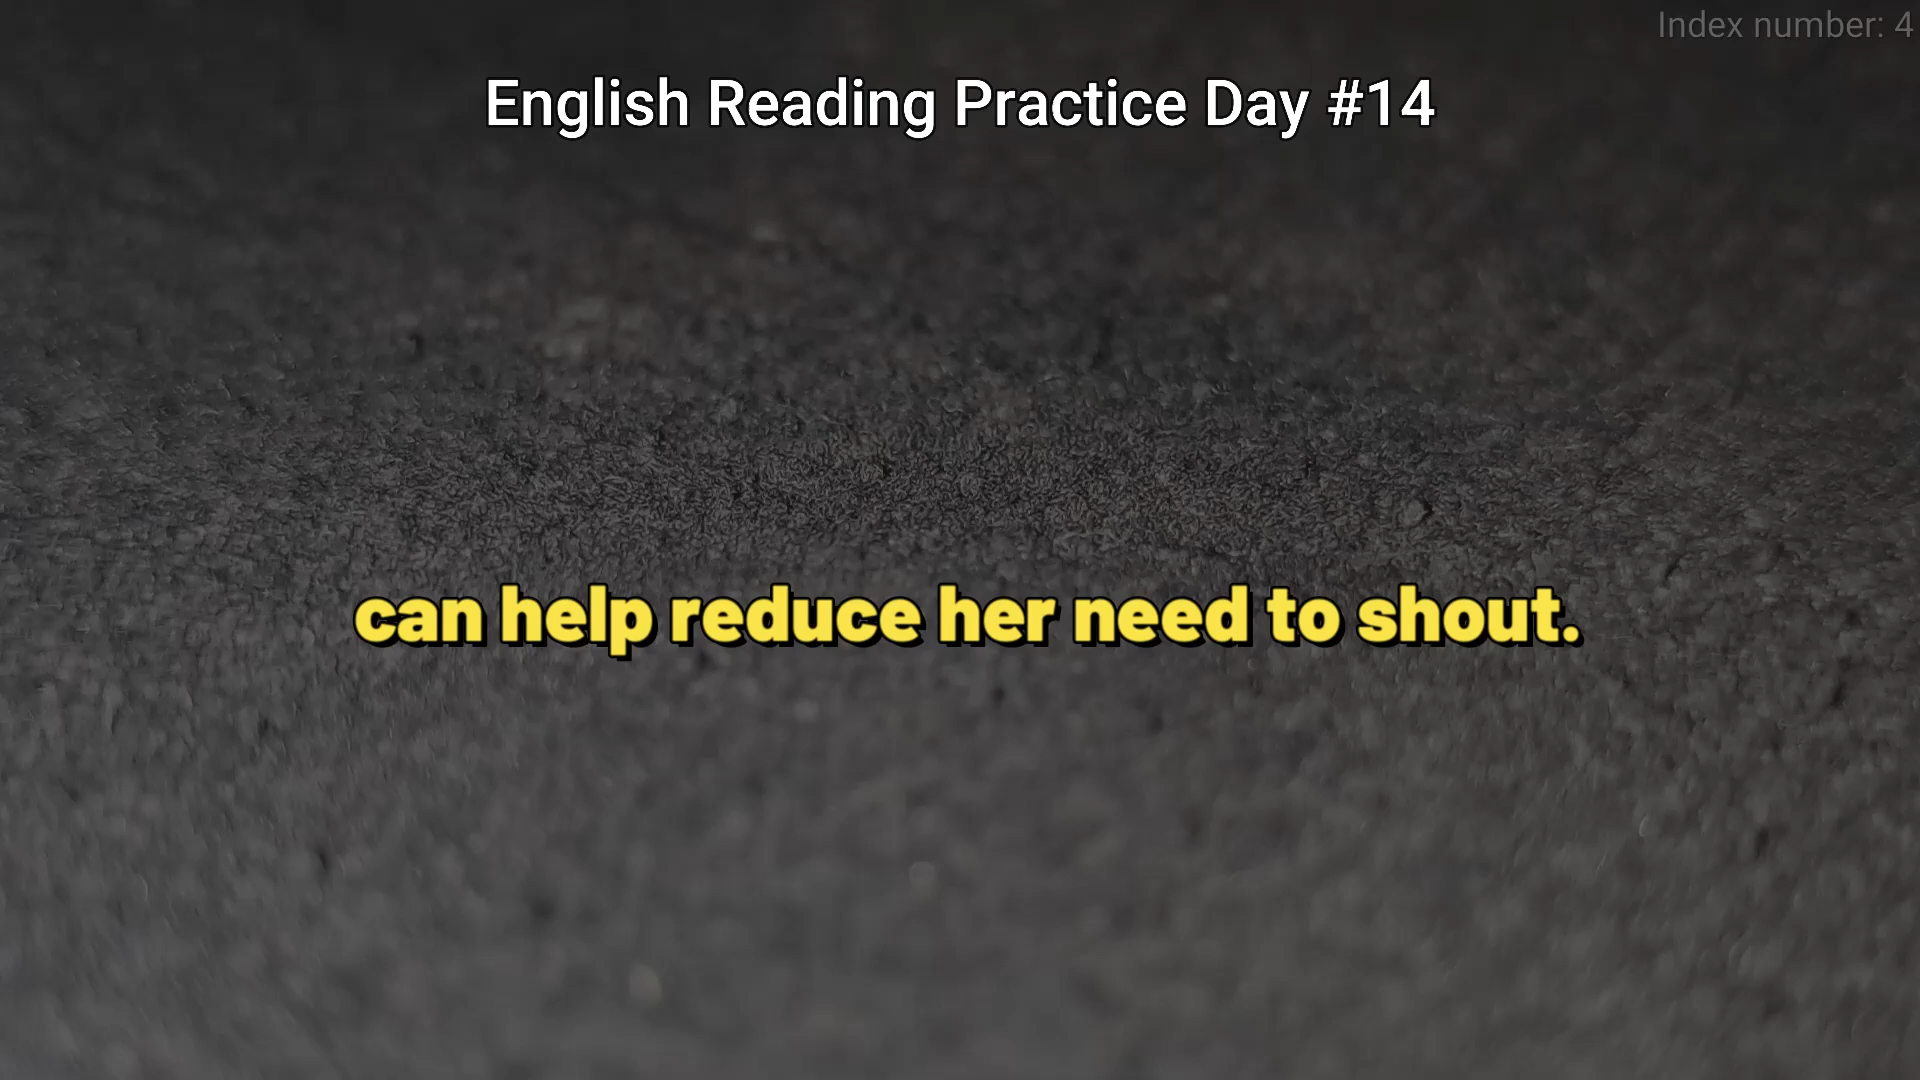 Index number: 4
English Reading Practice Day #14
can help reduce her need to shout.